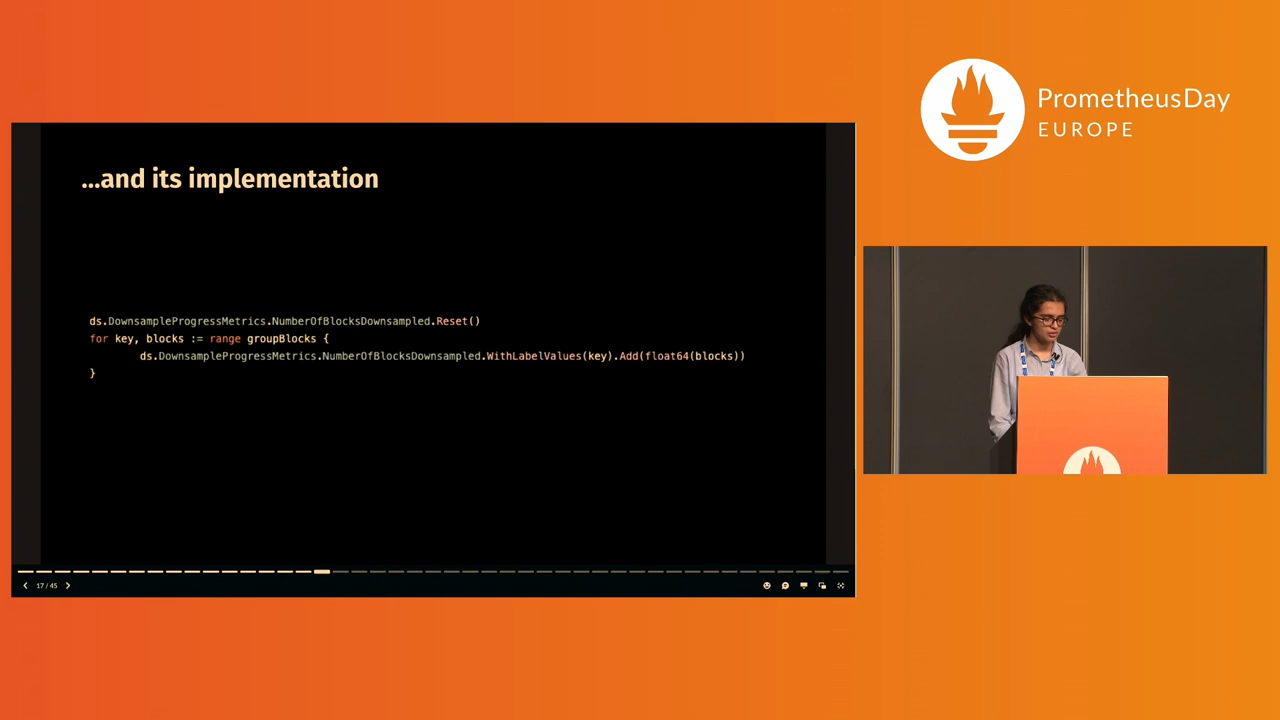 PrometheusDay
EUROPE
...and its implementation
ds.DownsampleProgressMetrics.NumberOfBlocksDownsampled.Reset()
for key, blocks := range groupBlocks {
ds.DownsampleProgressMetrics.NumberOfBlocksDownsampled.WithLabelValues(key).Add(float64(blocks))
}
17 / 45